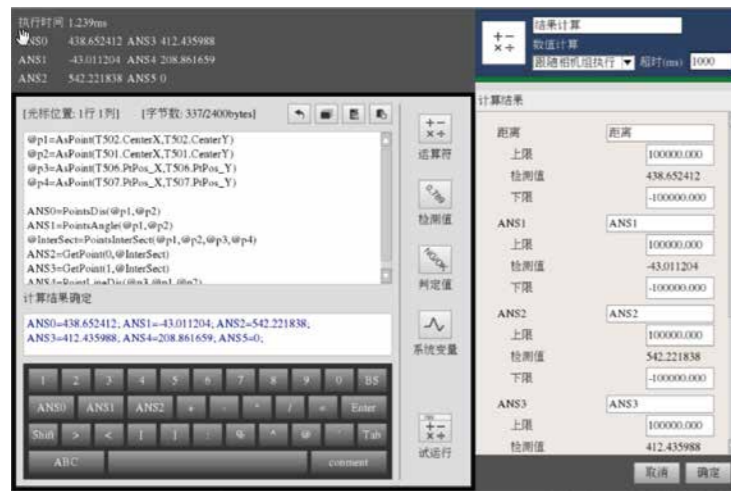 执行时间 1.239ms
ANS0 438.652412 ANS3 412.435988
ANS1 -43.011204 ANS4 208.861659
ANS2 542.221838 ANS5 0
[光标位置: 1行 1列] [字节数: 337/2400bytes]
@p1=AsPoint(T502.CenterX,T502.CenterY)
@p2=AsPoint(T501.CenterX,T501.CenterY)
@p3=AsPoint(T506.PtPos_X,T506.PtPos_Y)
@p4=AsPoint(T507.PtPos_X,T507.PtPos_Y)
ANS0=PointsDis(@p1,@p2)
ANS1=PointsAngle(@p1,@p2)
@InterSect=PointsInterSect(@p1,@p2,@p3,@p4)
ANS2=GetPoint(0,@InterSect)
ANS3=GetPoint(1,@InterSect)
ANS4=PointLineDis(@p3,@p1,@p2)
计算结果确定
ANS0=438.652412; ANS1=-43.011204; ANS2=542.221838;
ANS3=412.435988; ANS4=208.861659; ANS5=0;
1 2 3 4 5 6 7 8 9 0 BS
ANS0 ANS1 ANS2 + - * / = Enter
Shift > < [ ] : % ^ @ Tab
ABC comment
+-×÷
运算符
0.789
检测值
NG/OK
判定值
系统变量
+-×÷
试运行
+-×÷
结果计算
数值计算
跟随相机组执行 超时(ms) 1000
计算结果
距离 距离
上限 100000.000
检测值 438.652412
下限 -100000.000
ANS1 ANS1
上限 100000.000
检测值 -43.011204
下限 -100000.000
ANS2 ANS2
上限 100000.000
检测值 542.221838
下限 -100000.000
ANS3 ANS3
上限 100000.000
检测值 412.435988
取消 确定